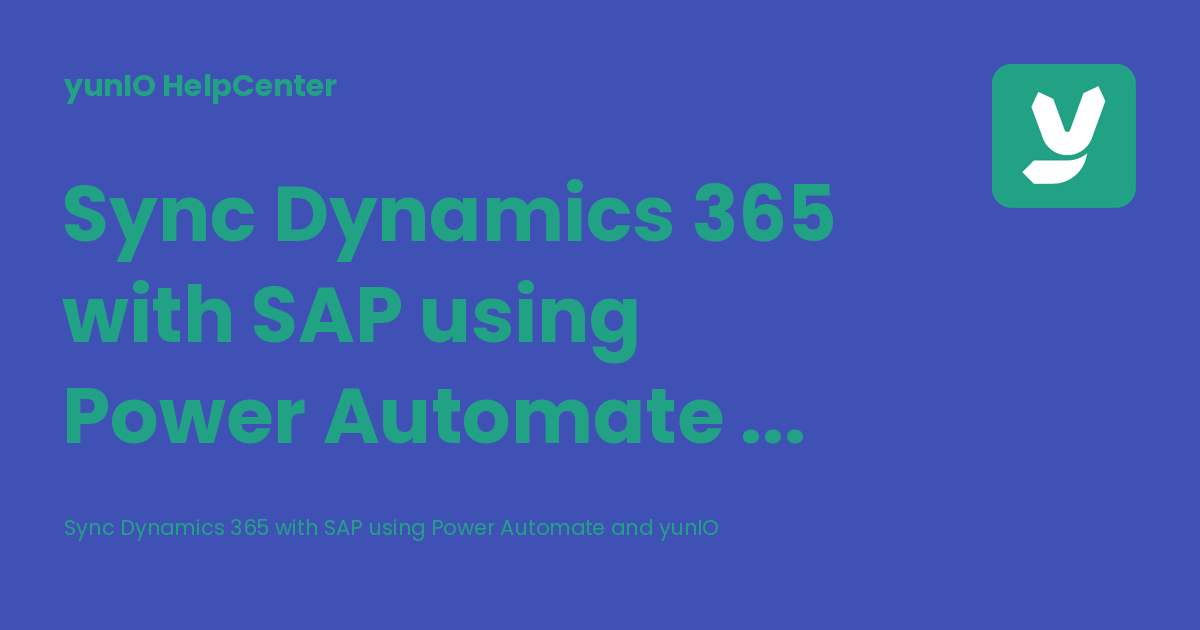 yunIO HelpCenter
Sync Dynamics 365
with SAP using
Power Automate ...
Sync Dynamics 365 with SAP using Power Automate and yunIO